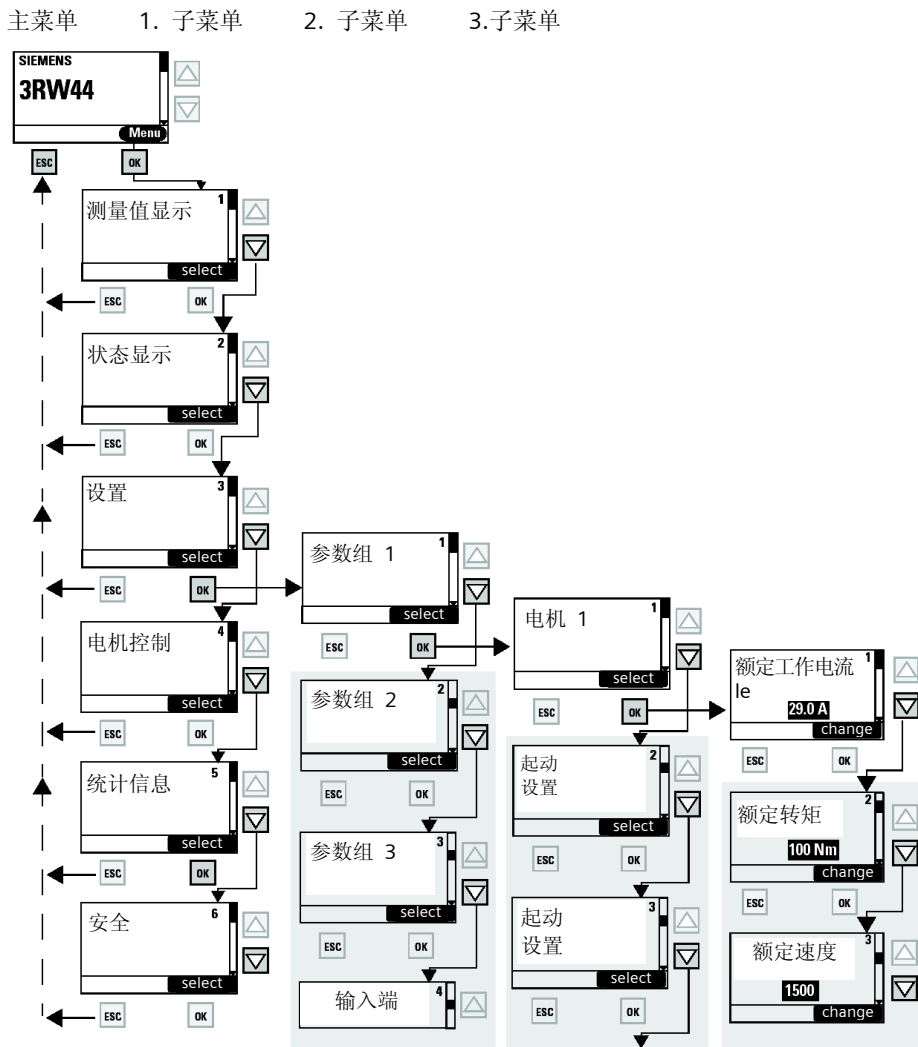 主菜单 1. 子菜单 2. 子菜单 3.子菜单
SIEMENS
3RW44
Menu
ESC OK
测量值显示 1
select
ESC OK
状态显示 2
select
ESC OK
设置 3
select
ESC OK
电机控制 4
select
ESC OK
统计信息 5
select
ESC OK
安全 6
select
ESC OK
参数组 1 1
select
ESC OK
参数组 2 2
select
ESC OK
参数组 3 3
select
ESC OK
输入端 4
电机 1 1
select
ESC OK
起动 2
设置
select
ESC OK
起动 3
设置
select
ESC OK
额定工作电流 1
Ie
29.0 A
change
ESC OK
额定转矩 2
100 Nm
change
ESC OK
额定速度 3
1500
change